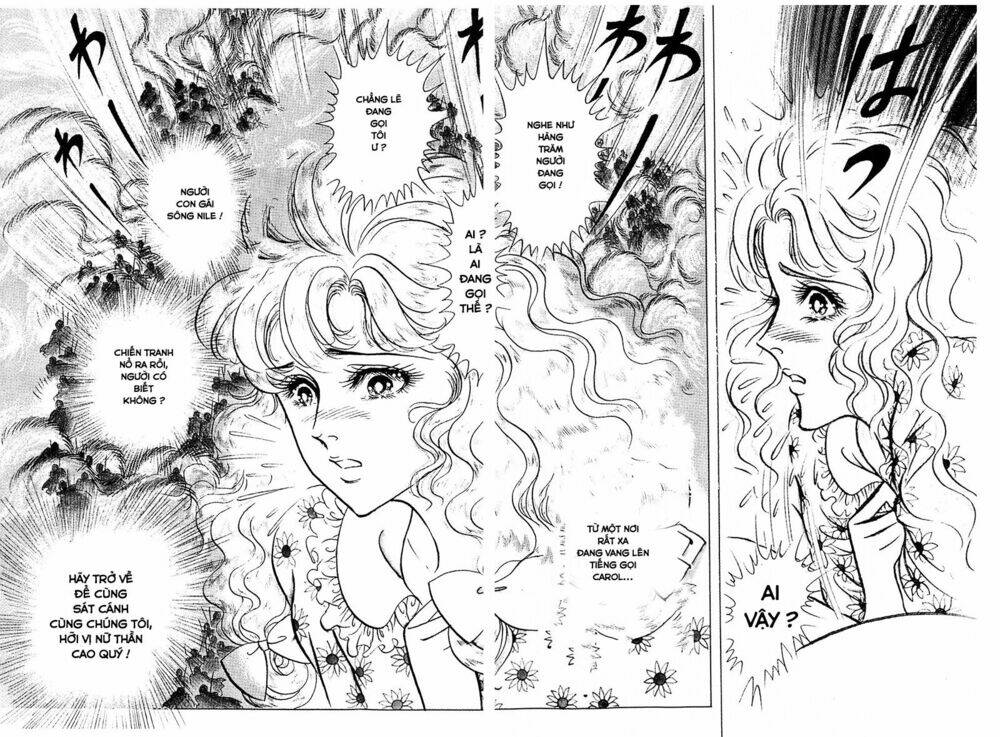 はっ
AI
VẬY ?
わ
わ
NGHE NHƯ
HÀNG
TRĂM
NGƯỜI
ĐANG
GỌI !
TỪ MỘT NƠI
RẤT XA
ĐANG VANG LÊN
TIẾNG GỌI
CAROL...
わ
AI ?
LÀ
AI
ĐANG
GỌI
THẾ ?
CHẲNG LẼ
ĐANG
GỌI
TÔI
Ư ?
わ
わ
NGƯỜI
CON GÁI
SÔNG NILE !
CHIẾN TRANH
NỔ RA RỒI,
NGƯỜI CÓ
BIẾT
KHÔNG ?
HÃY TRỞ VỀ
ĐỂ CÙNG
SÁT CÁNH
CÙNG CHÚNG TÔI,
HỠI VỊ NỮ THẦN
CAO QUÝ !